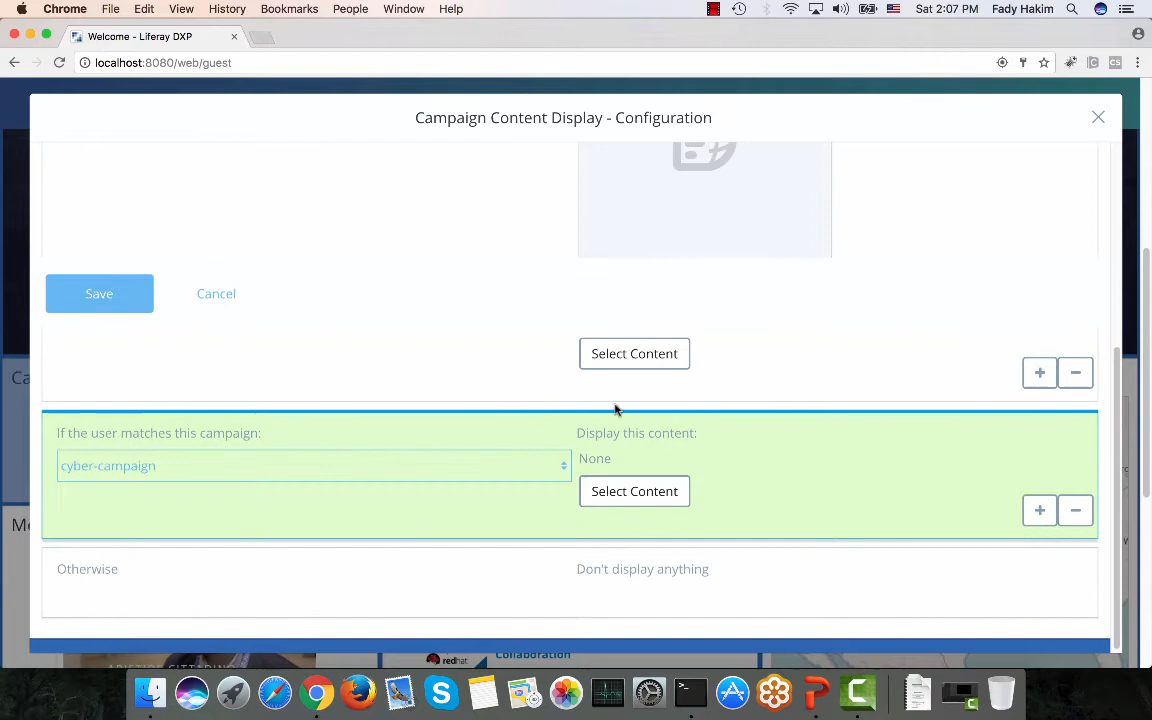 Chrome File Edit View History Bookmarks People Window Help Sat 2:07 PM Fady Hakim
Welcome - Liferay DXP
localhost:8080/web/guest
Campaign Content Display - Configuration
Save Cancel
Select Content
+ -
If the user matches this campaign: Display this content:
cyber-campaign None
Select Content
+ -
Otherwise Don't display anything
redhat Collaboration